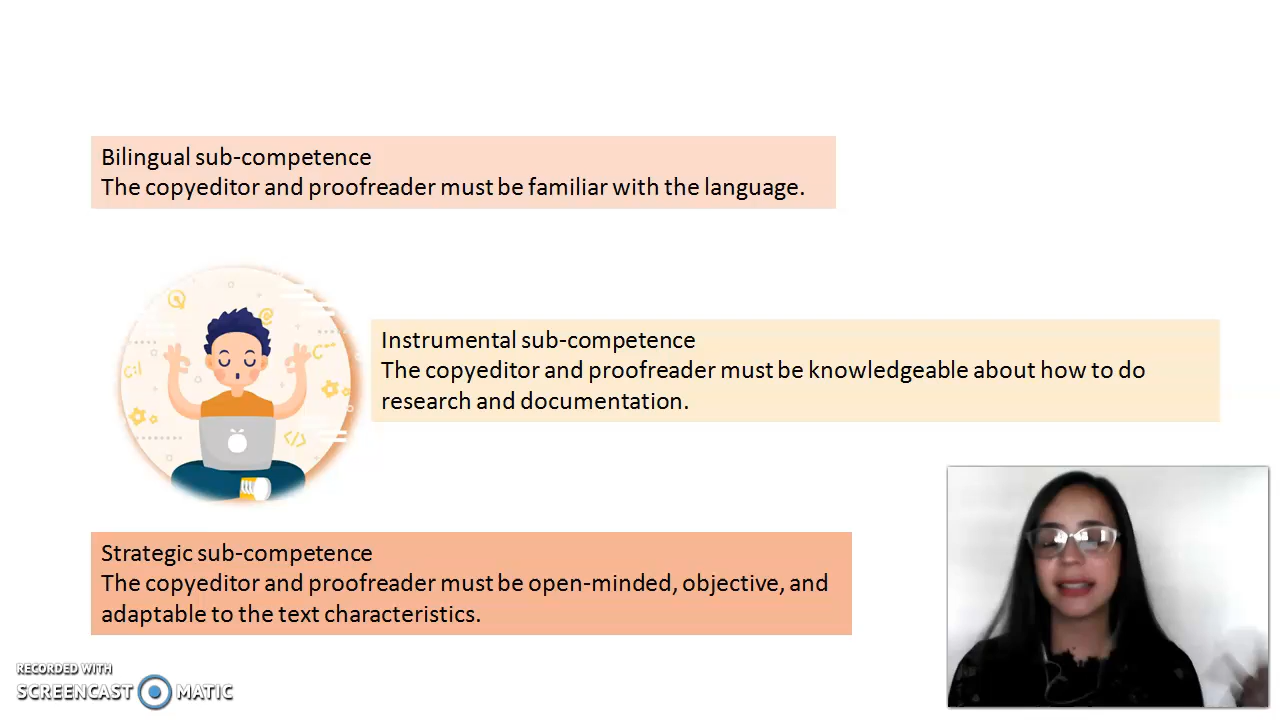 Bilingual sub-competence
The copyeditor and proofreader must be familiar with the language.
Instrumental sub-competence
The copyeditor and proofreader must be knowledgeable about how to do
research and documentation.
Strategic sub-competence
The copyeditor and proofreader must be open-minded, objective, and
adaptable to the text characteristics.
RECORDED WITH
SCREENCAST MATIC
C:\
C
</>
@